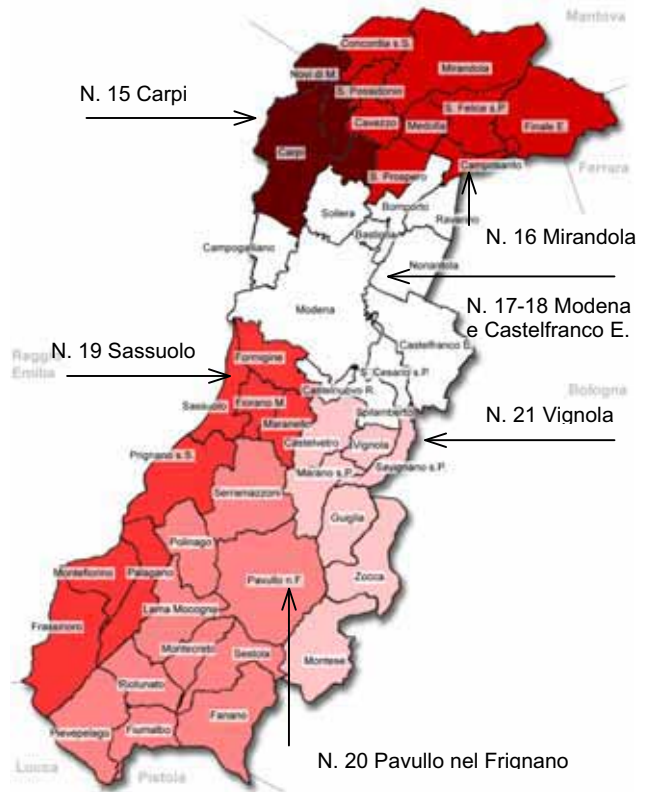 Mantova
Concordia s.S.
Novi di M.
Mirandola
S. Possidonio
N. 15 Carpi
S. Felice s.P.
Cavezzo
Medolla
Finale E.
Carpi
Camposanto
Ferrara
S. Prospero
Soliera
Bomporto
Ravarino
Bastiglia
N. 16 Mirandola
Campogalliano
Nonantola
Modena
N. 17-18 Modena
e Castelfranco E.
Castelfranco E.
Reggio
Emilia
N. 19 Sassuolo
Formigine
S. Cesario s.P.
Castelnuovo R.
Bologna
Sassuolo
Fiorano M.
Spilamberto
N. 21 Vignola
Maranello
Castelvetro
Vignola
Prignano s.S.
Marano s.P.
Savignano s.P.
Serramazzoni
Guiglia
Polinago
Montefiorino
Palagano
Pavullo n.F.
Zocca
Lama Mocogno
Frassinoro
Montecreto
Sestola
Montese
Riolunato
Fanano
Pievepelago
Fiumalbo
N. 20 Pavullo nel Frignano
Lucca
Pistoia